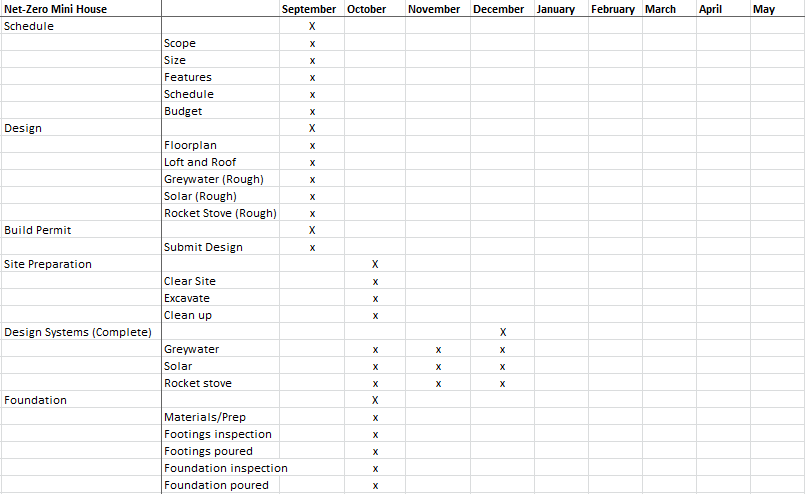 Net-Zero Mini House September October November December January February March April May
Schedule X
Scope x
Size x
Features x
Schedule x
Budget x
Design X
Floorplan x
Loft and Roof x
Greywater (Rough) x
Solar (Rough) x
Rocket Stove (Rough) x
Build Permit X
Submit Design x
Site Preparation X
Clear Site x
Excavate x
Clean up x
Design Systems (Complete) X
Greywater x x x
Solar x x x
Rocket stove x x x
Foundation X
Materials/Prep x
Footings inspection x
Footings poured x
Foundation inspection x
Foundation poured x